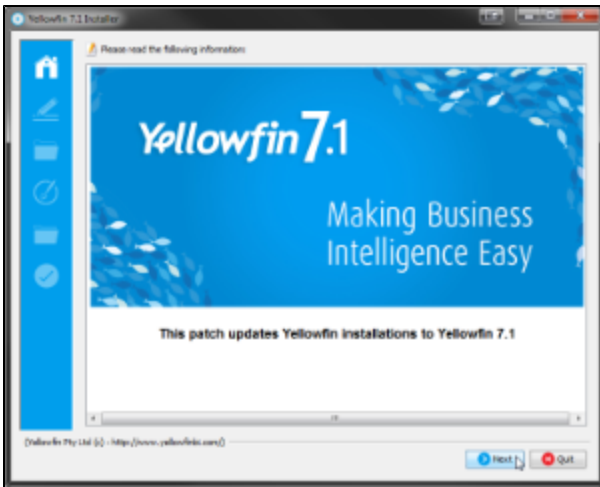 Yellowfin 7.1 Installer
Please read the following information:
Yellowfin 7.1
Making Business
Intelligence Easy
This patch updates Yellowfin installations to Yellowfin 7.1
(Yellowfin Pty Ltd (c) - http://www.yellowfinbi.com/)
Next
Quit